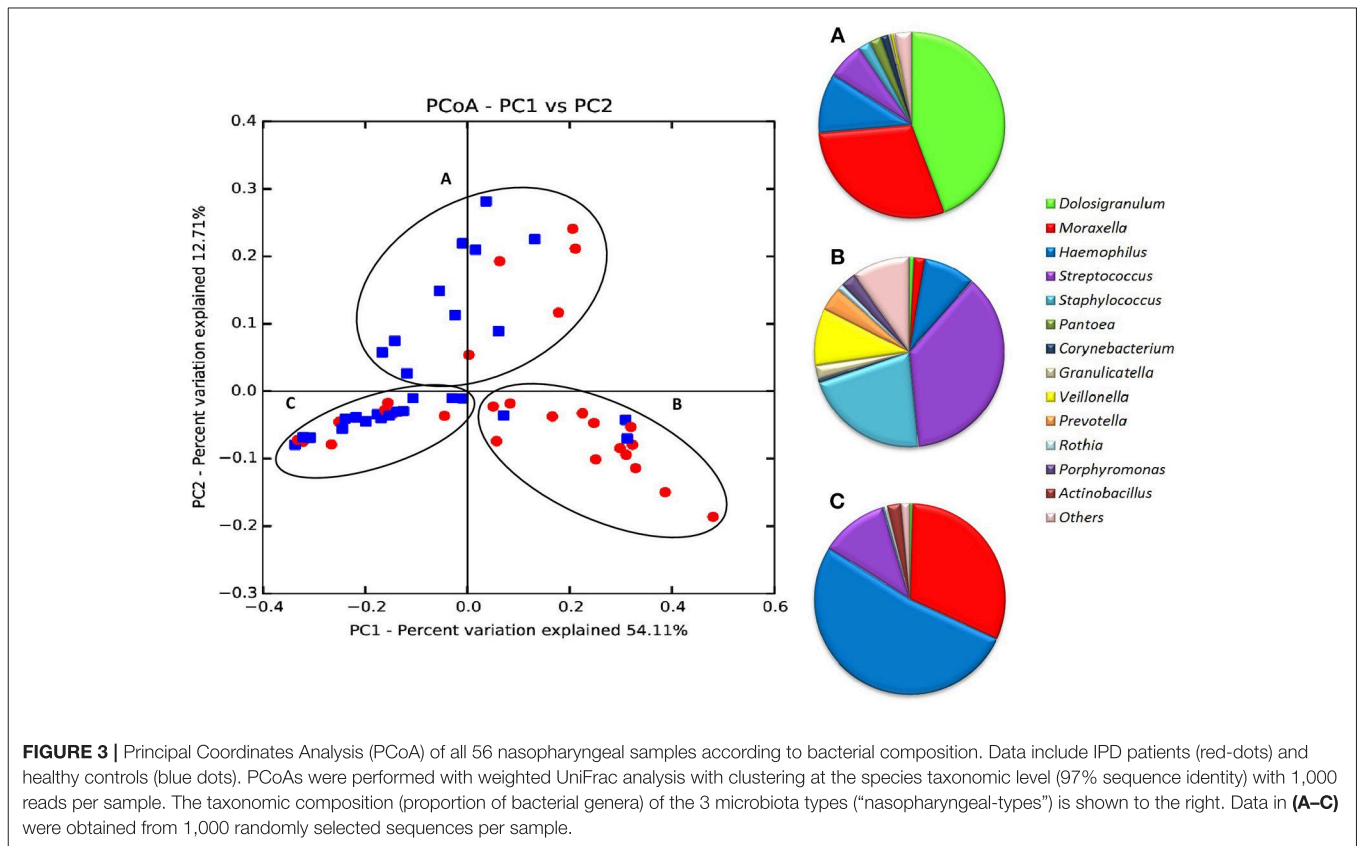 PCoA - PC1 vs PC2
0.4
0.3
0.2
0.1
0.0
−0.1
−0.2
−0.3
−0.4
−0.2
0.0
0.2
0.4
0.6
PC2 - Percent variation explained 12.71%
PC1 - Percent variation explained 54.11%
A
B
C
A
B
C
Dolosigranulum
Moraxella
Haemophilus
Streptococcus
Staphylococcus
Pantoea
Corynebacterium
Granulicatella
Veillonella
Prevotella
Rothia
Porphyromonas
Actinobacillus
Others
FIGURE 3 | Principal Coordinates Analysis (PCoA) of all 56 nasopharyngeal samples according to bacterial composition. Data include IPD patients (red-dots) and
healthy controls (blue dots). PCoAs were performed with weighted UniFrac analysis with clustering at the species taxonomic level (97% sequence identity) with 1,000
reads per sample. The taxonomic composition (proportion of bacterial genera) of the 3 microbiota types (“nasopharyngeal-types”) is shown to the right. Data in (A–C)
were obtained from 1,000 randomly selected sequences per sample.